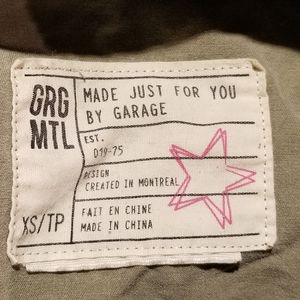 GRG
MTL
MADE JUST FOR YOU
BY GARAGE
EST.
019-75
DESIGN
CREATED IN MONTREAL
XS/TP
FAIT EN CHINE
MADE IN CHINA